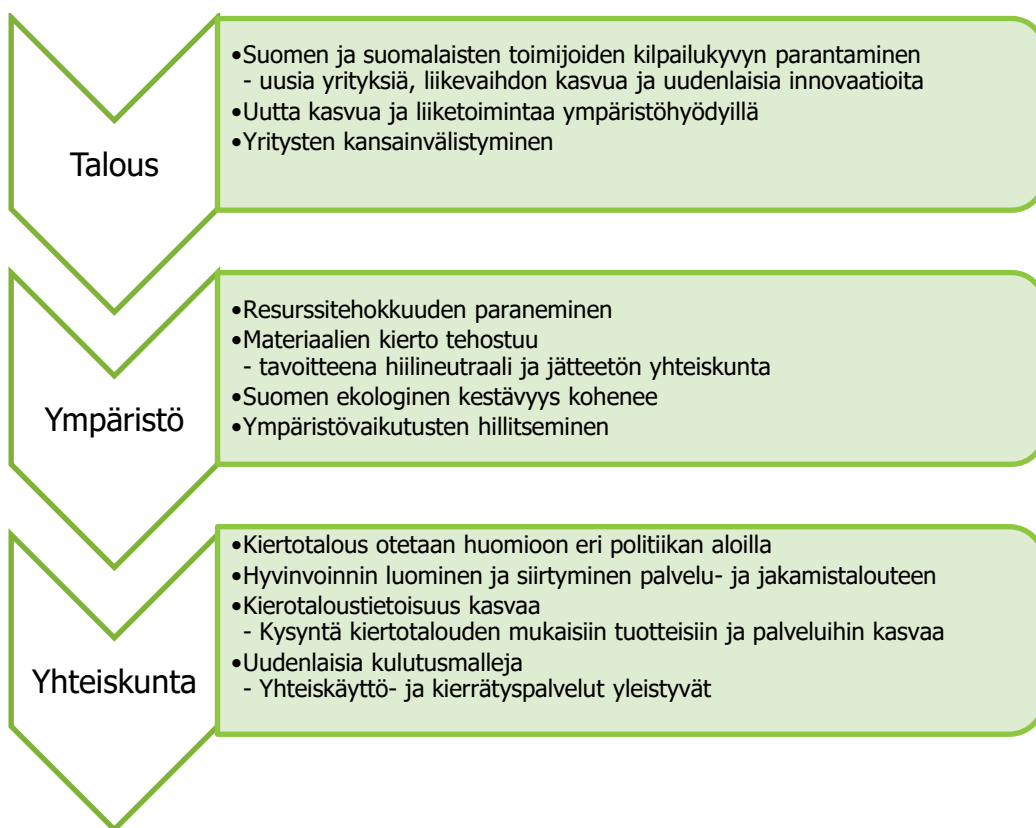 Talous
•Suomen ja suomalaisten toimijoiden kilpailukyvyn parantaminen
- uusia yrityksiä, liikevaihdon kasvua ja uudenlaisia innovaatioita
•Uutta kasvua ja liiketoimintaa ympäristöhyödyillä
•Yritysten kansainvälistyminen
Ympäristö
•Resurssitehokkuuden paraneminen
•Materiaalien kierto tehostuu
- tavoitteena hiilineutraali ja jätteetön yhteiskunta
•Suomen ekologinen kestävyys kohenee
•Ympäristövaikutusten hillitseminen
Yhteiskunta
•Kiertotalous otetaan huomioon eri politiikan aloilla
•Hyvinvoinnin luominen ja siirtyminen palvelu- ja jakamistalouteen
•Kierotaloustietoisuus kasvaa
- Kysyntä kiertotalouden mukaisiin tuotteisiin ja palveluihin kasvaa
•Uudenlaisia kulutusmalleja
- Yhteiskäyttö- ja kierrätyspalvelut yleistyvät